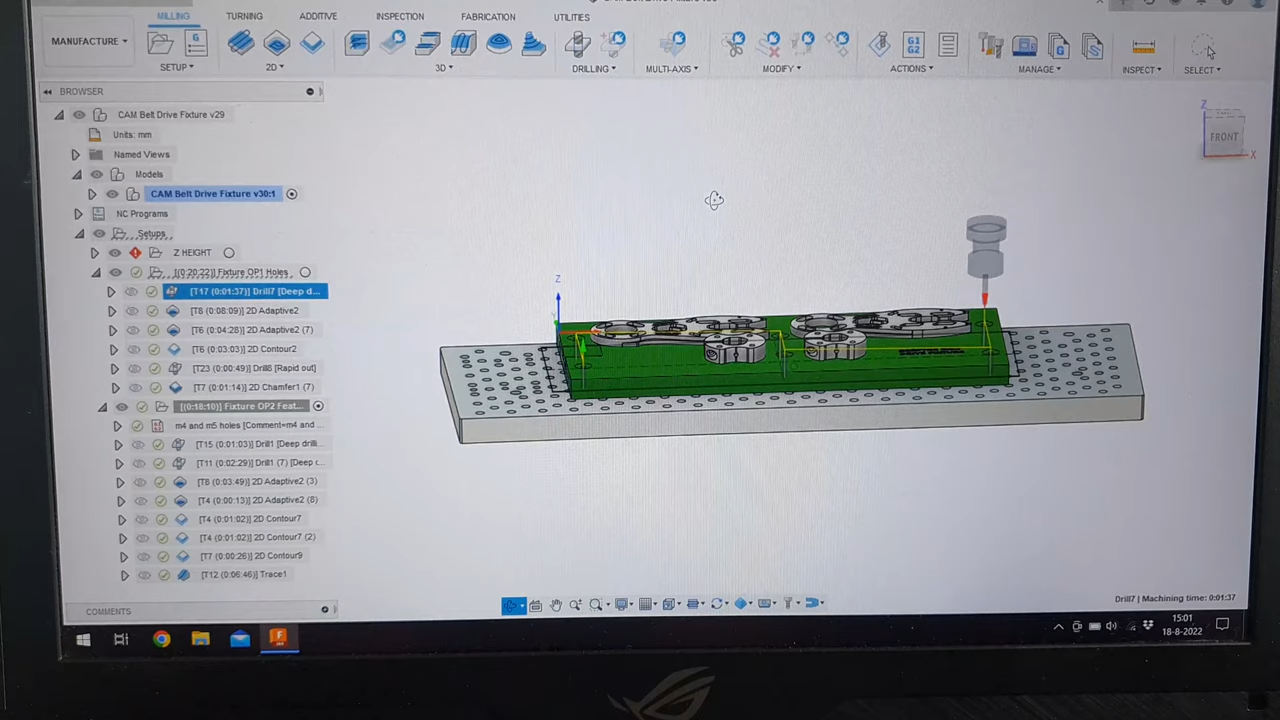 MILLING TURNING ADDITIVE INSPECTION FABRICATION UTILITIES
MANUFACTURE
G
G1
G2
G
SETUP 2D 3D DRILLING MULTI-AXIS MODIFY ACTIONS MANAGE INSPECT SELECT
BROWSER
CAM Belt Drive Fixture v29
Units: mm
Named Views
Models
CAM Belt Drive Fixture v30:1
NC Programs
Setups
Z HEIGHT
[(0:20:22)] Fixture OP1 Holes
[T17 (0:01:37)] Drill7 [Deep d...
[T8 (0:08:09)] 2D Adaptive2
[T6 (0:04:28)] 2D Adaptive2 (7)
[T6 (0:03:03)] 2D Contour2
[T23 (0:00:49)] Drill8 [Rapid out]
[T7 (0:01:14)] 2D Chamfer1 (7)
[(0:18:10)] Fixture OP2 Feat...
m4 and m5 holes [Comment=m4 and ...
[T15 (0:01:03)] Drill1 [Deep drilli...
[T11 (0:02:29)] Drill1 (7) [Deep c...
[T8 (0:03:49)] 2D Adaptive2 (3)
[T4 (0:00:13)] 2D Adaptive2 (8)
[T4 (0:01:02)] 2D Contour7
[T4 (0:01:02)] 2D Contour7 (2)
[T7 (0:00:26)] 2D Contour9
[T12 (0:06:46)] Trace1
COMMENTS
Z
Z
FRONT
X
Drill7 | Machining time: 0:01:37
15:01
18-8-2022